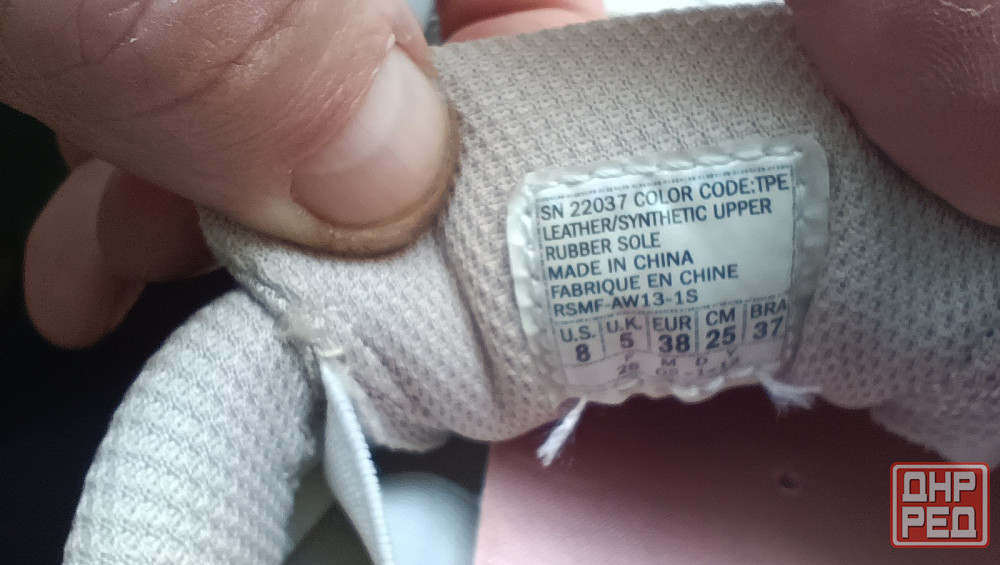 SN 22037 COLOR CODE:TPE
LEATHER/SYNTHETIC UPPER
RUBBER SOLE
MADE IN CHINA
FABRIQUE EN CHINE
RSMF-AW13-1S
U.S. U.K. EUR CM BRA
8 5 38 25 37
F M D Y
ДНР
РЕД